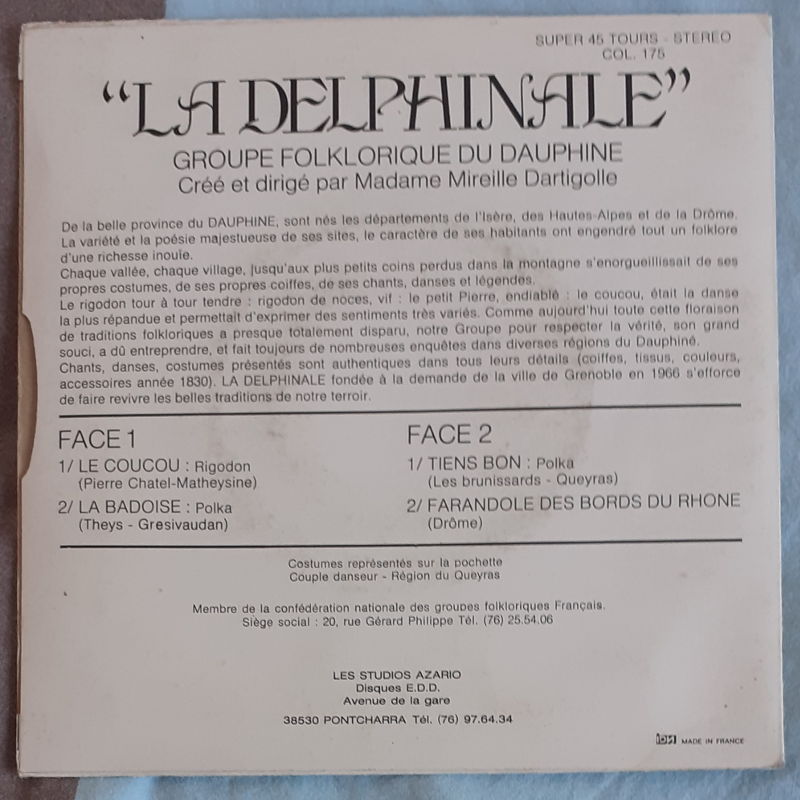 SUPER 45 TOURS - STEREO
COL. 175
“LA DELPHINALE”
GROUPE FOLKLORIQUE DU DAUPHINE
Créé et dirigé par Madame Mireille Dartigolle
De la belle province du DAUPHINE, sont nés les départements de l'Isère, des Hautes-Alpes et de la Drôme.
La variété et la poésie majestueuse de ses sites, le caractère de ses habitants ont engendré tout un folklore
d'une richesse inouïe.
Chaque vallée, chaque village, jusqu'aux plus petits coins perdus dans la montagne s'enorgueillissait de ses
propres costumes, de ses propres coiffes, de ses chants, danses et légendes.
Le rigodon tour à tour tendre : rigodon de noces, vif : le petit Pierre, endiablé : le coucou, était la danse
la plus répandue et permettait d'exprimer des sentiments très variés. Comme aujourd'hui toute cette floraison
de traditions folkloriques a presque totalement disparu, notre Groupe pour respecter la vérité, son grand
souci, a dû entreprendre, et fait toujours de nombreuses enquêtes dans diverses régions du Dauphiné.
Chants, danses, costumes présentés sont authentiques dans tous leurs détails (coiffes, tissus, couleurs,
accessoires année 1830). LA DELPHINALE fondée à la demande de la ville de Grenoble en 1966 s'efforce
de faire revivre les belles traditions de notre terroir.
FACE 1
1/ LE COUCOU : Rigodon
(Pierre Chatel-Matheysine)
2/ LA BADOISE : Polka
(Theys - Gresivaudan)
FACE 2
1/ TIENS BON : Polka
(Les brunissards - Queyras)
2/ FARANDOLE DES BORDS DU RHONE
(Drôme)
Costumes représentés sur la pochette
Couple danseur - Région du Queyras
Membre de la confédération nationale des groupes folkloriques Français.
Siège social : 20, rue Gérard Philippe Tél. (76) 25.54.06
LES STUDIOS AZARIO
Disques E.D.D.
Avenue de la gare
38530 PONTCHARRA Tél. (76) 97.64.34
MADE IN FRANCE